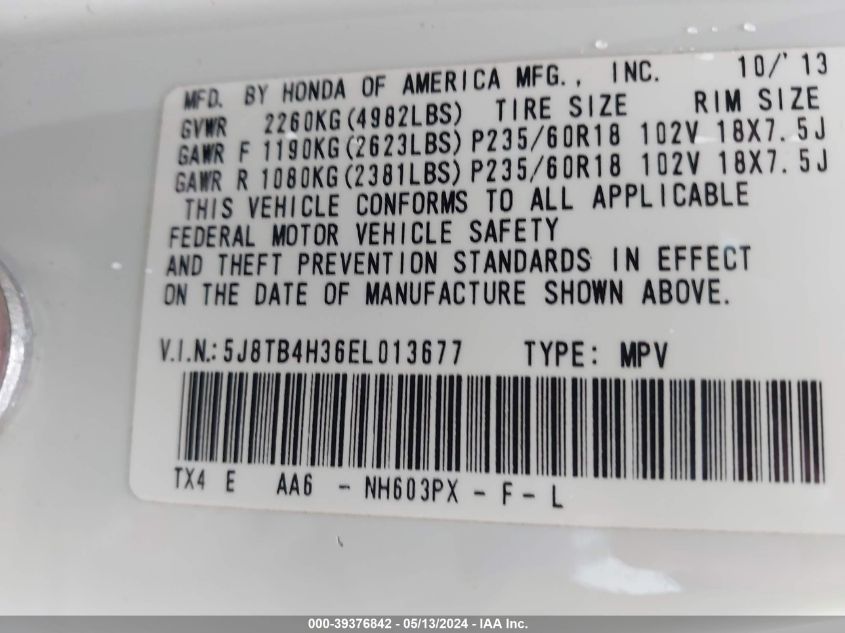 MFD. BY HONDA OF AMERICA MFG., INC. 10/'13
GVWR 2260KG(4982LBS) TIRE SIZE RIM SIZE
GAWR F 1190KG(2623LBS) P235/60R18 102V 18X7.5J
GAWR R 1080KG(2381LBS) P235/60R18 102V 18X7.5J
THIS VEHICLE CONFORMS TO ALL APPLICABLE
FEDERAL MOTOR VEHICLE SAFETY
AND THEFT PREVENTION STANDARDS IN EFFECT
ON THE DATE OF MANUFACTURE SHOWN ABOVE.
V.I.N.: 5J8TB4H36EL013677 TYPE: MPV
TX4 E AA6 - NH603PX - F - L
000-39376842 - 05/13/2024 - IAA Inc.